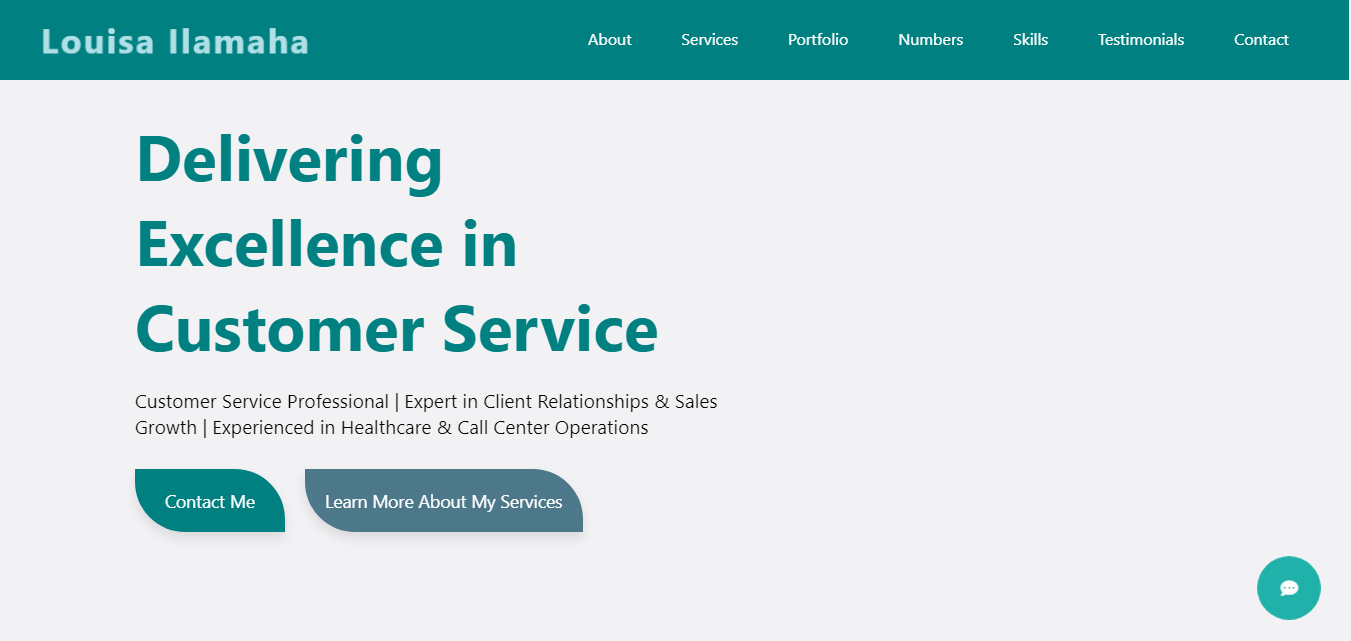 Louisa Ilamaha
About Services Portfolio Numbers Skills Testimonials Contact
Delivering
Excellence in
Customer Service
Customer Service Professional | Expert in Client Relationships & Sales
Growth | Experienced in Healthcare & Call Center Operations
Contact Me
Learn More About My Services